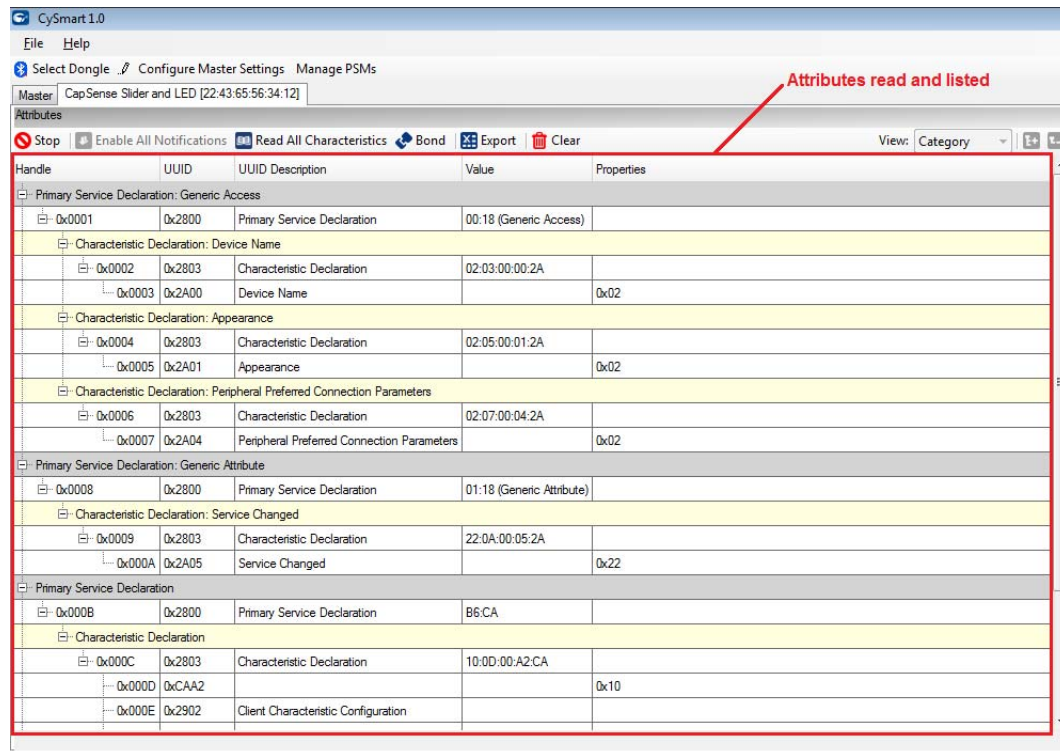 CySmart 1.0
File Help
Select Dongle Configure Master Settings Manage PSMs
Attributes read and listed
Master CapSense Slider and LED [22:43:65:56:34:12]
Attributes
Stop Enable All Notifications Read All Characteristics Bond Export Clear View: Category
Handle UUID UUID Description Value Properties
Primary Service Declaration: Generic Access
0x0001 0x2800 Primary Service Declaration 00:18 (Generic Access)
Characteristic Declaration: Device Name
0x0002 0x2803 Characteristic Declaration 02:03:00:00:2A
0x0003 0x2A00 Device Name 0x02
Characteristic Declaration: Appearance
0x0004 0x2803 Characteristic Declaration 02:05:00:01:2A
0x0005 0x2A01 Appearance 0x02
Characteristic Declaration: Peripheral Preferred Connection Parameters
0x0006 0x2803 Characteristic Declaration 02:07:00:04:2A
0x0007 0x2A04 Peripheral Preferred Connection Parameters 0x02
Primary Service Declaration: Generic Attribute
0x0008 0x2800 Primary Service Declaration 01:18 (Generic Attribute)
Characteristic Declaration: Service Changed
0x0009 0x2803 Characteristic Declaration 22:0A:00:05:2A
0x000A 0x2A05 Service Changed 0x22
Primary Service Declaration
0x000B 0x2800 Primary Service Declaration B6:CA
Characteristic Declaration
0x000C 0x2803 Characteristic Declaration 10:0D:00:A2:CA
0x000D 0xCAA2 0x10
0x000E 0x2902 Client Characteristic Configuration